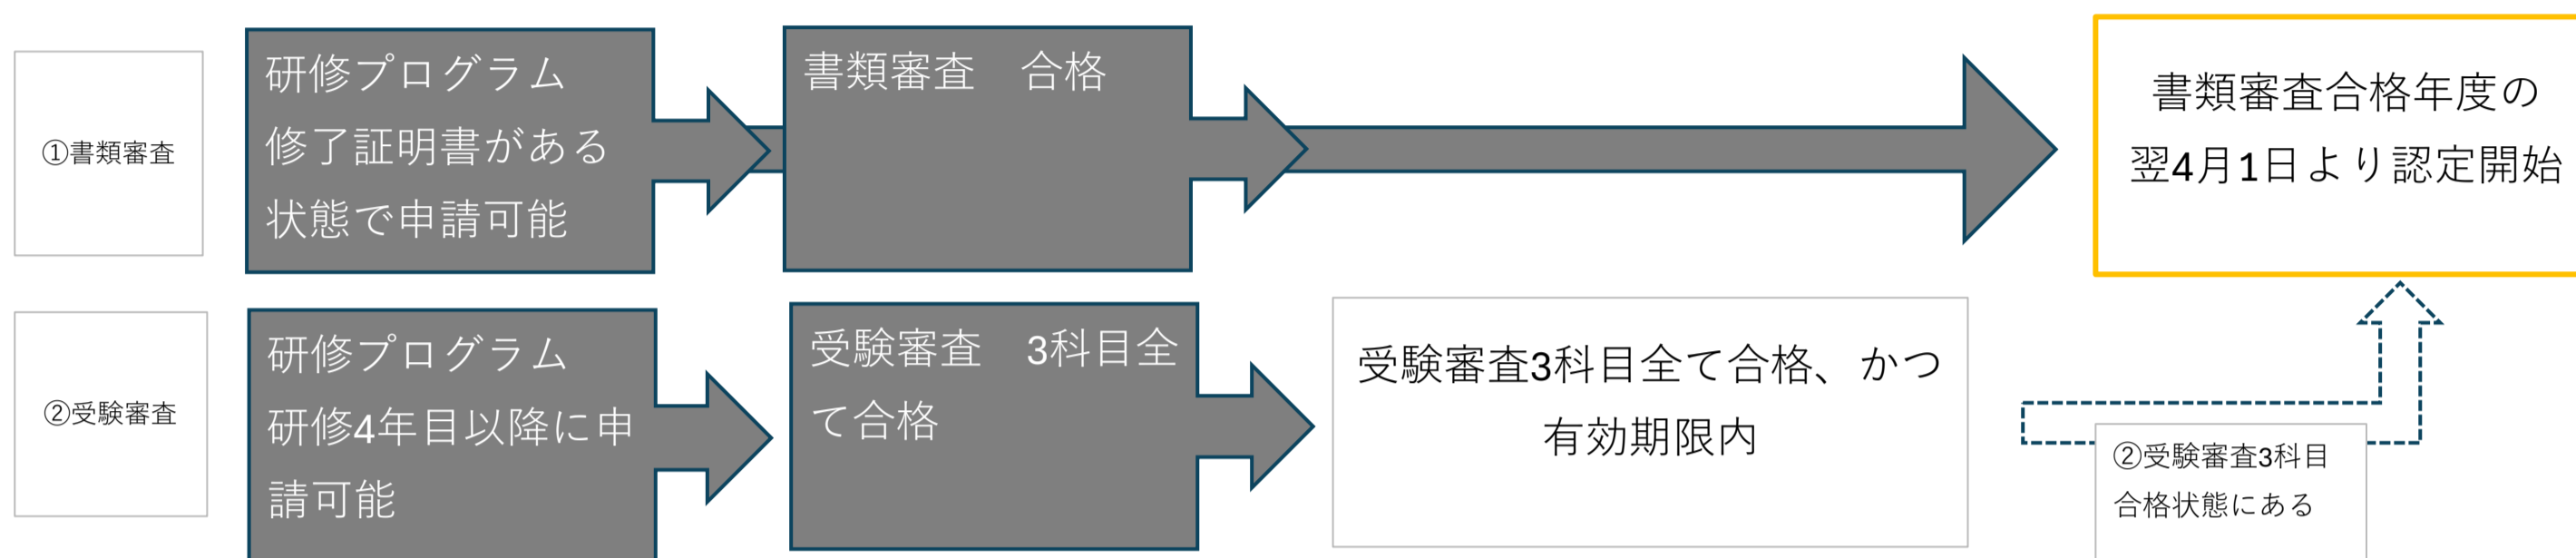 ①書類審査
研修プログラム
修了証明書がある
状態で申請可能
書類審査　合格
書類審査合格年度の
翌4月1日より認定開始
②受験審査
研修プログラム
研修4年目以降に申
請可能
受験審査　3科目全
て合格
受験審査3科目全て合格、かつ
有効期限内
②受験審査3科目
合格状態にある